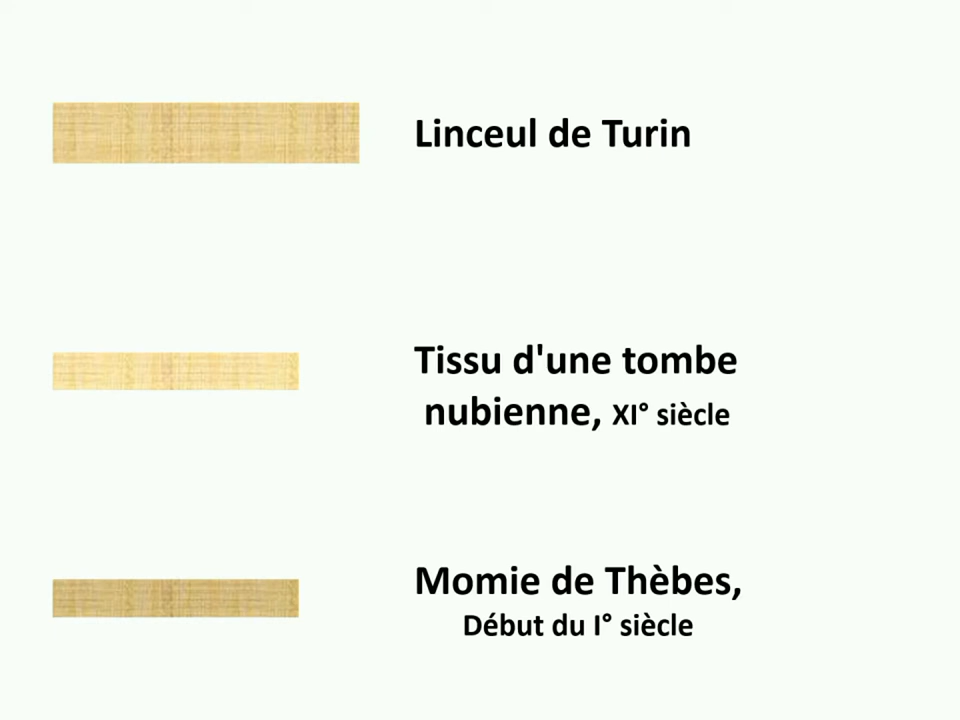 Linceul de Turin
Tissu d'une tombe
nubienne, XI° siècle
Momie de Thèbes,
Début du I° siècle